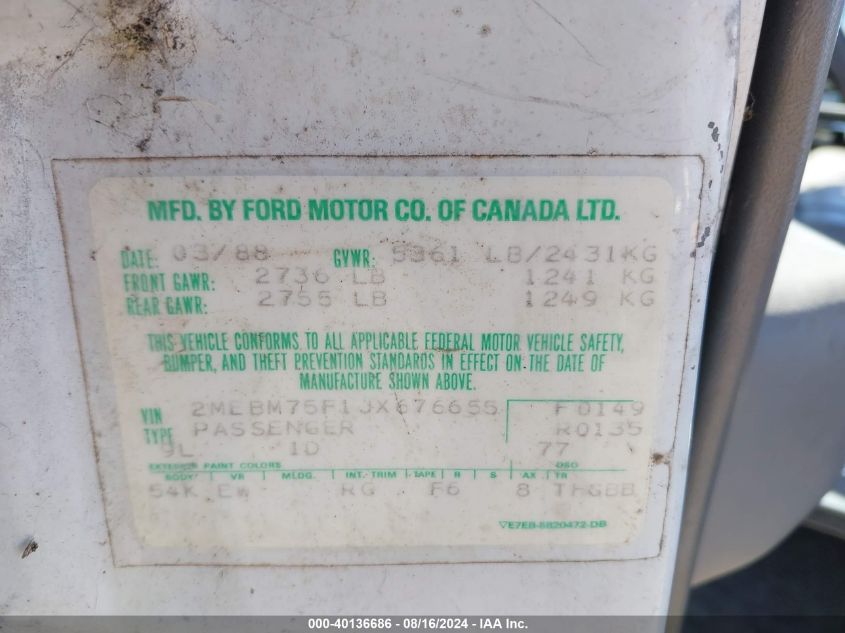 MFD. BY FORD MOTOR CO. OF CANADA LTD.
DATE: 03/88 GVWR: 5361 LB/2431KG
FRONT GAWR: 2736 LB 1241 KG
REAR GAWR: 2755 LB 1249 KG
THIS VEHICLE CONFORMS TO ALL APPLICABLE FEDERAL MOTOR VEHICLE SAFETY,
BUMPER, AND THEFT PREVENTION STANDARDS IN EFFECT ON THE DATE OF
MANUFACTURE SHOWN ABOVE.
VIN 2MEBM75F1JX676655 F0149
TYPE PASSENGER R0135
9L 1D 77
EXTERIOR PAINT COLORS DSO
BODY VR MLDG. INT. TRIM TAPE R S AX TR
54K EW RG F6 8 THGBB
VE7EB-5820472-DB
000-40136686 - 08/16/2024 - IAA Inc.